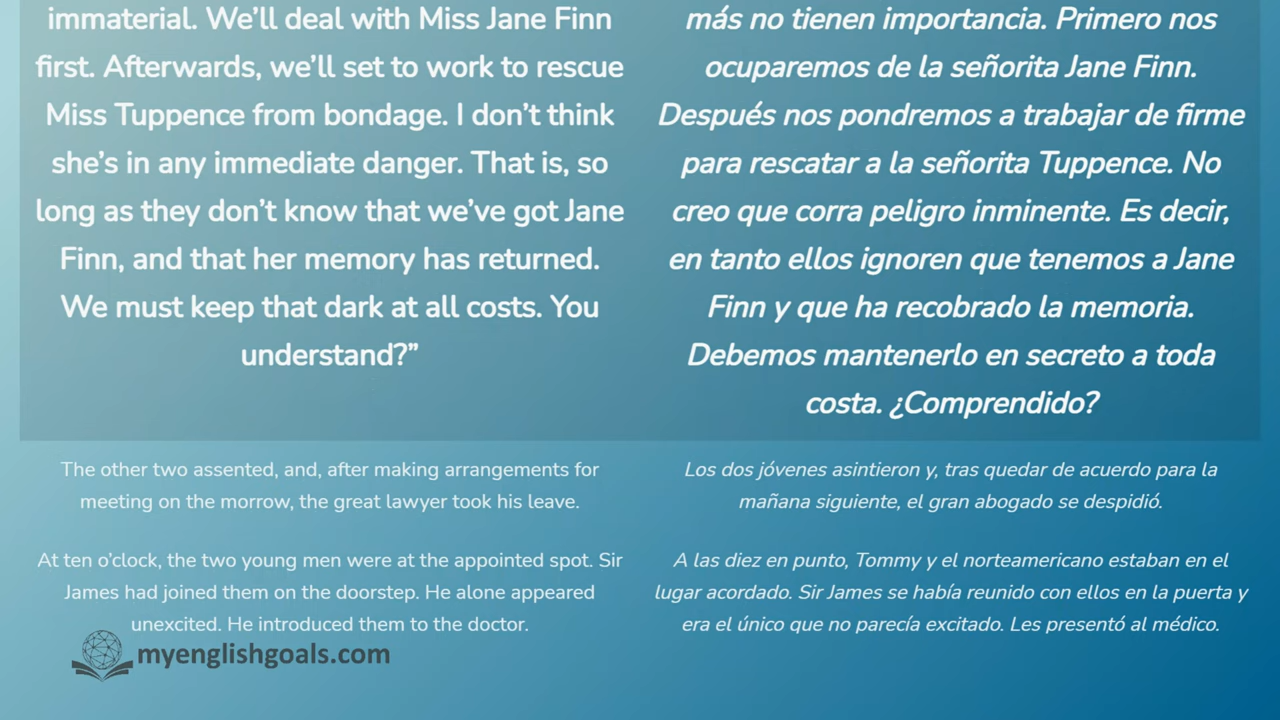 immaterial. We’ll deal with Miss Jane Finn
first. Afterwards, we’ll set to work to rescue
Miss Tuppence from bondage. I don’t think
she’s in any immediate danger. That is, so
long as they don’t know that we’ve got Jane
Finn, and that her memory has returned.
We must keep that dark at all costs. You
understand?”
más no tienen importancia. Primero nos
ocuparemos de la señorita Jane Finn.
Después nos pondremos a trabajar de firme
para rescatar a la señorita Tuppence. No
creo que corra peligro inminente. Es decir,
en tanto ellos ignoren que tenemos a Jane
Finn y que ha recobrado la memoria.
Debemos mantenerlo en secreto a toda
costa. ¿Comprendido?
The other two assented, and, after making arrangements for
meeting on the morrow, the great lawyer took his leave.
Los dos jóvenes asintieron y, tras quedar de acuerdo para la
mañana siguiente, el gran abogado se despidió.
At ten o’clock, the two young men were at the appointed spot. Sir
James had joined them on the doorstep. He alone appeared
unexcited. He introduced them to the doctor.
A las diez en punto, Tommy y el norteamericano estaban en el
lugar acordado. Sir James se había reunido con ellos en la puerta y
era el único que no parecía excitado. Les presentó al médico.
myenglishgoals.com